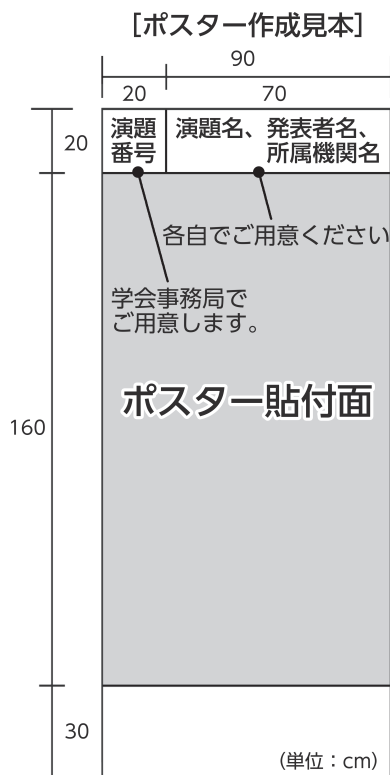 ［ポスター作成見本］
90
20
70
20
演題
番号
演題名、発表者名、
所属機関名
各自でご用意ください
学会事務局で
ご用意します。
ポスター貼付面
160
30
（単位：cm）